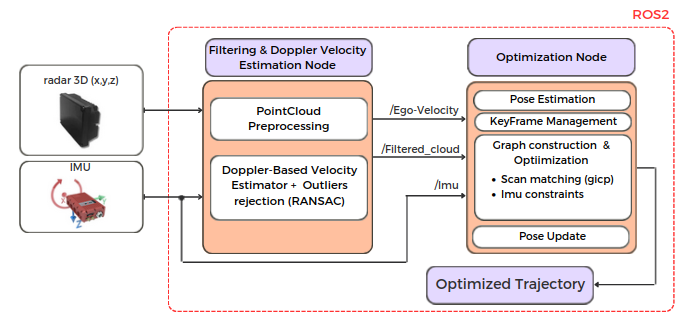 ROS2
Filtering & Doppler Velocity
Estimation Node
Optimization Node
radar 3D (x,y,z)
IMU
PointCloud
Preprocessing
Doppler-Based Velocity
Estimator + Outliers
rejection (RANSAC)
/Ego-Velocity
/Filtered_cloud
/Imu
Pose Estimation
KeyFrame Management
Graph construction &
Optiimization
• Scan matching (gicp)
• Imu constraints
Pose Update
Optimized Trajectory
X
Z